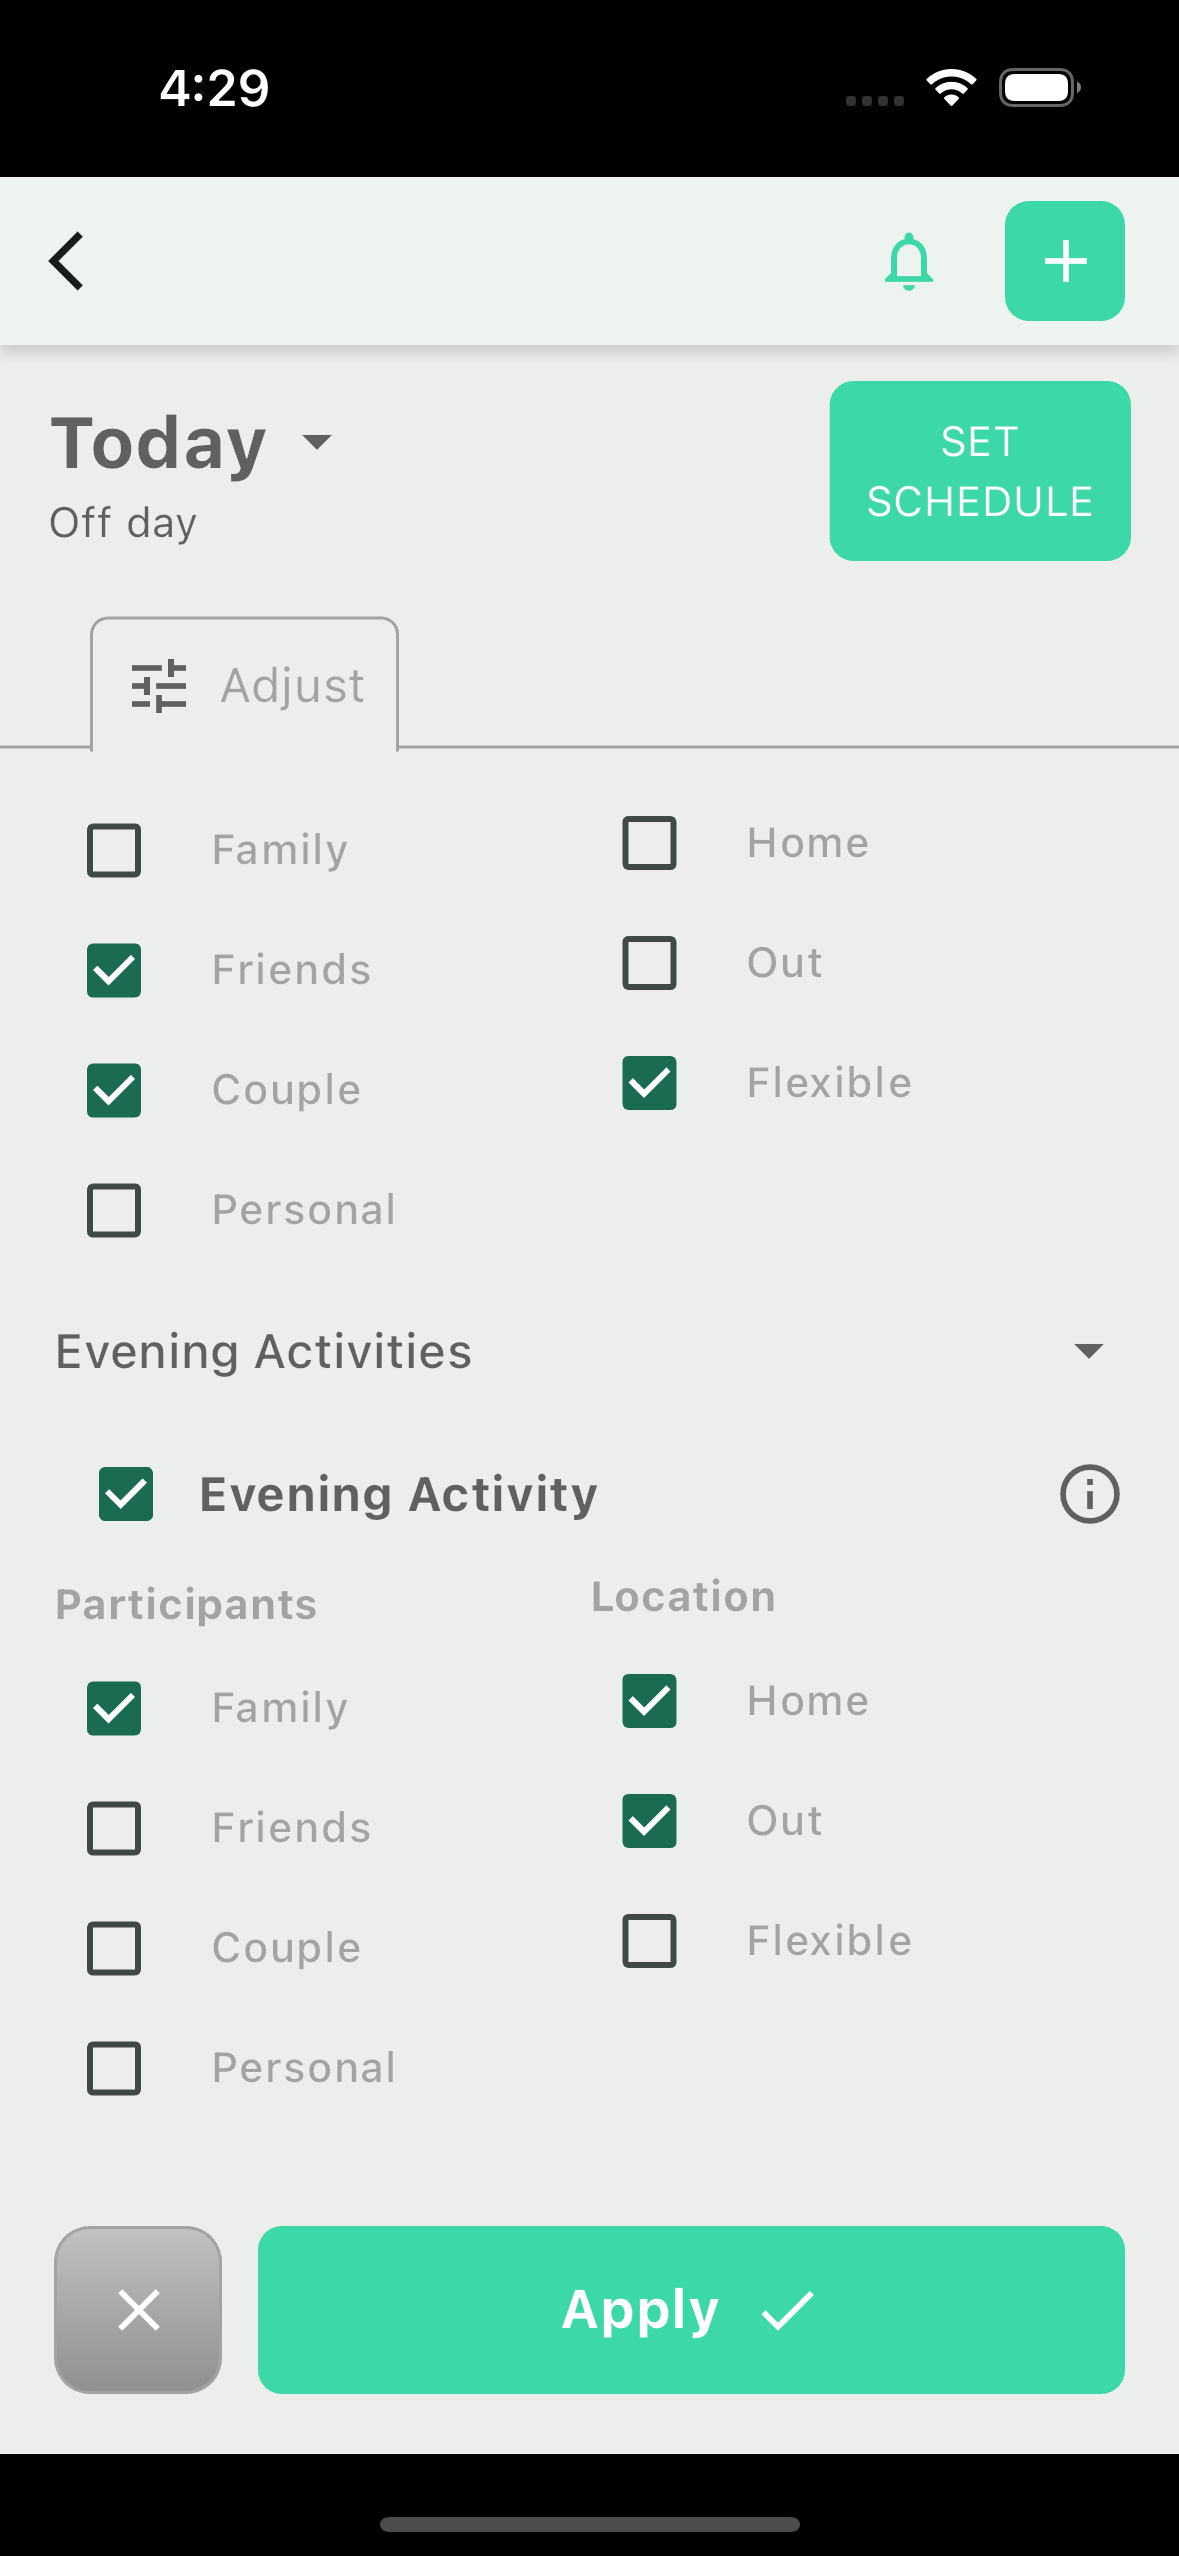 4:29
Today
Off day
SET
SCHEDULE
Adjust
Family
Home
Friends
Out
Couple
Flexible
Personal
Evening Activities
Evening Activity
Participants
Location
Family
Home
Friends
Out
Couple
Flexible
Personal
Apply